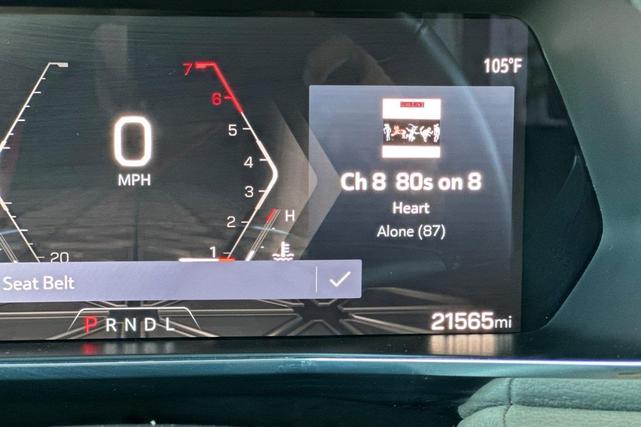 105°F
7
6
5
4
3
2
1
H
0
MPH
20
Ch 8 80s on 8
Heart
Alone (87)
Seat Belt
PRNDL
21565mi